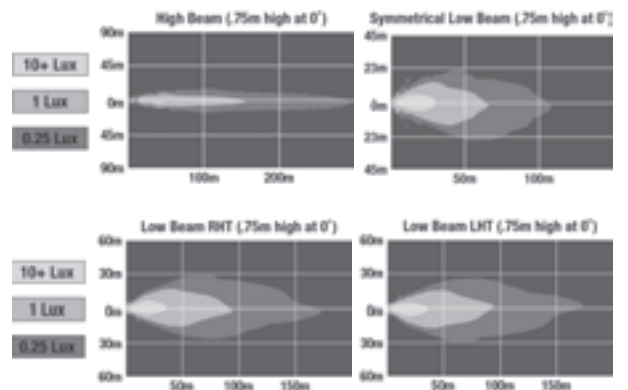 High Beam (.75m high at 0°)
90m
45m
0m
45m
90m
100m
200m
Symmetrical Low Beam (.75m high at 0°)
45m
23m
0m
23m
45m
50m
100m
10+ Lux
1 Lux
0.25 Lux
Low Beam RHT (.75m high at 0°)
60m
30m
0m
30m
60m
50m
100m
150m
Low Beam LHT (.75m high at 0°)
60m
30m
0m
30m
60m
50m
100m
150m
10+ Lux
1 Lux
0.25 Lux